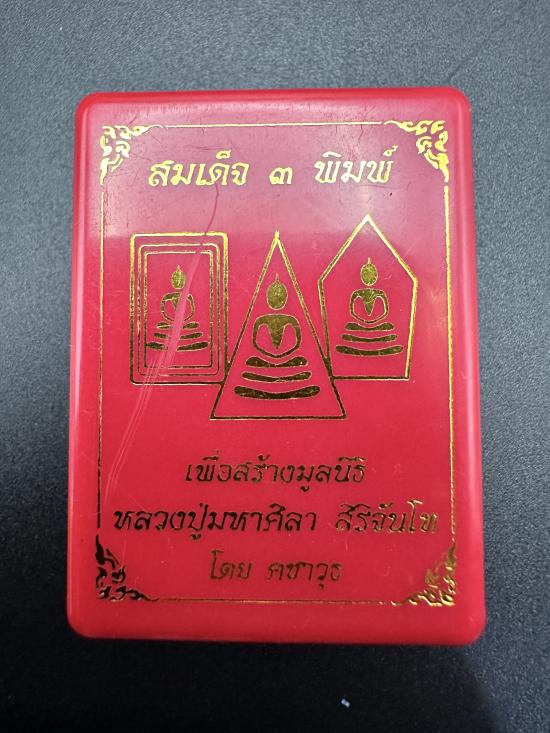 สมเด็จ ๓ พิมพ์
เพื่อสร้างมูลนิธิ
หลวงปู่มหาศิลา สิริจันโท
โดย คชาวุธ